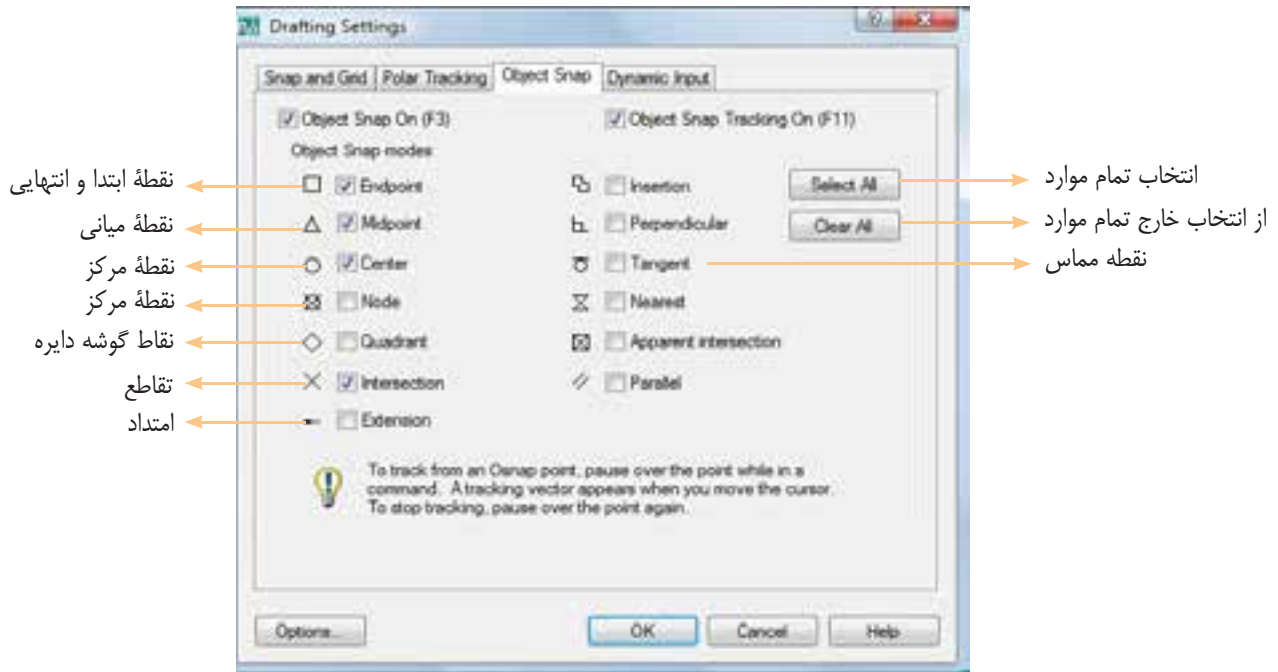 Drafting Settings
Snap and Grid Polar Tracking Object Snap Dynamic Input
Object Snap On (F3) Object Snap Tracking On (F11)
Object Snap modes
نقطهٔ ابتدا و انتهایی Endpoint Insertion Select All انتخاب تمام موارد
نقطهٔ میانی Midpoint Perpendicular Clear All از انتخاب خارج تمام موارد
نقطهٔ مرکز Center Tangent نقطه مماس
نقطهٔ مرکز Node Nearest
نقاط گوشه دایره Quadrant Apparent intersection
تقاطع Intersection Parallel
امتداد Extension
To track from an Osnap point, pause over the point while in a
command. A tracking vector appears when you move the cursor.
To stop tracking, pause over the point again.
Options... OK Cancel Help